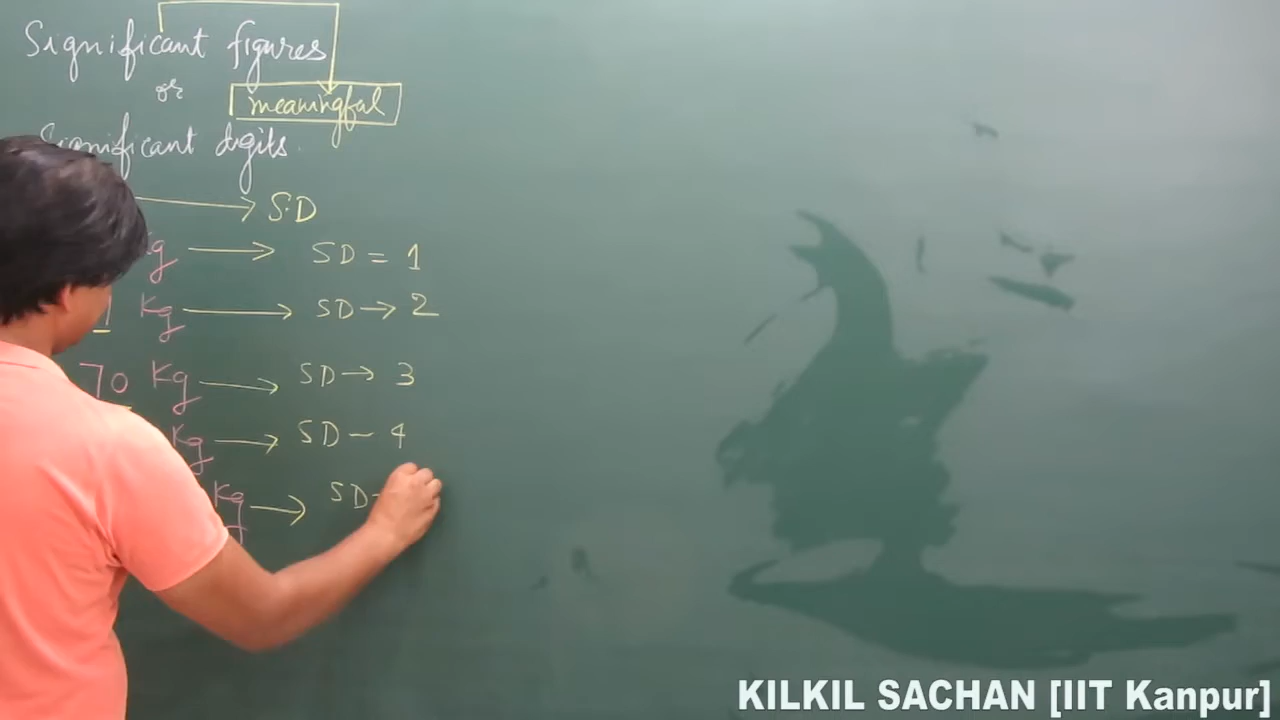 Significant figures
or
meaningful
Significant digits.
→ S.D
Kg → SD = 1
Kg → SD → 2
70 Kg → SD → 3
Kg → SD - 4
Kg → SD -
KILKIL SACHAN [IIT Kanpur]